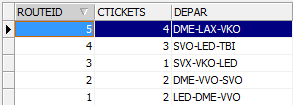 ROUTEID CTICKETS DEPAR
5 4 DME-LAX-VKO
4 3 SVO-LED-TBI
3 1 SVX-VKO-LED
2 2 DME-VVO-SVO
1 2 LED-DME-VVO